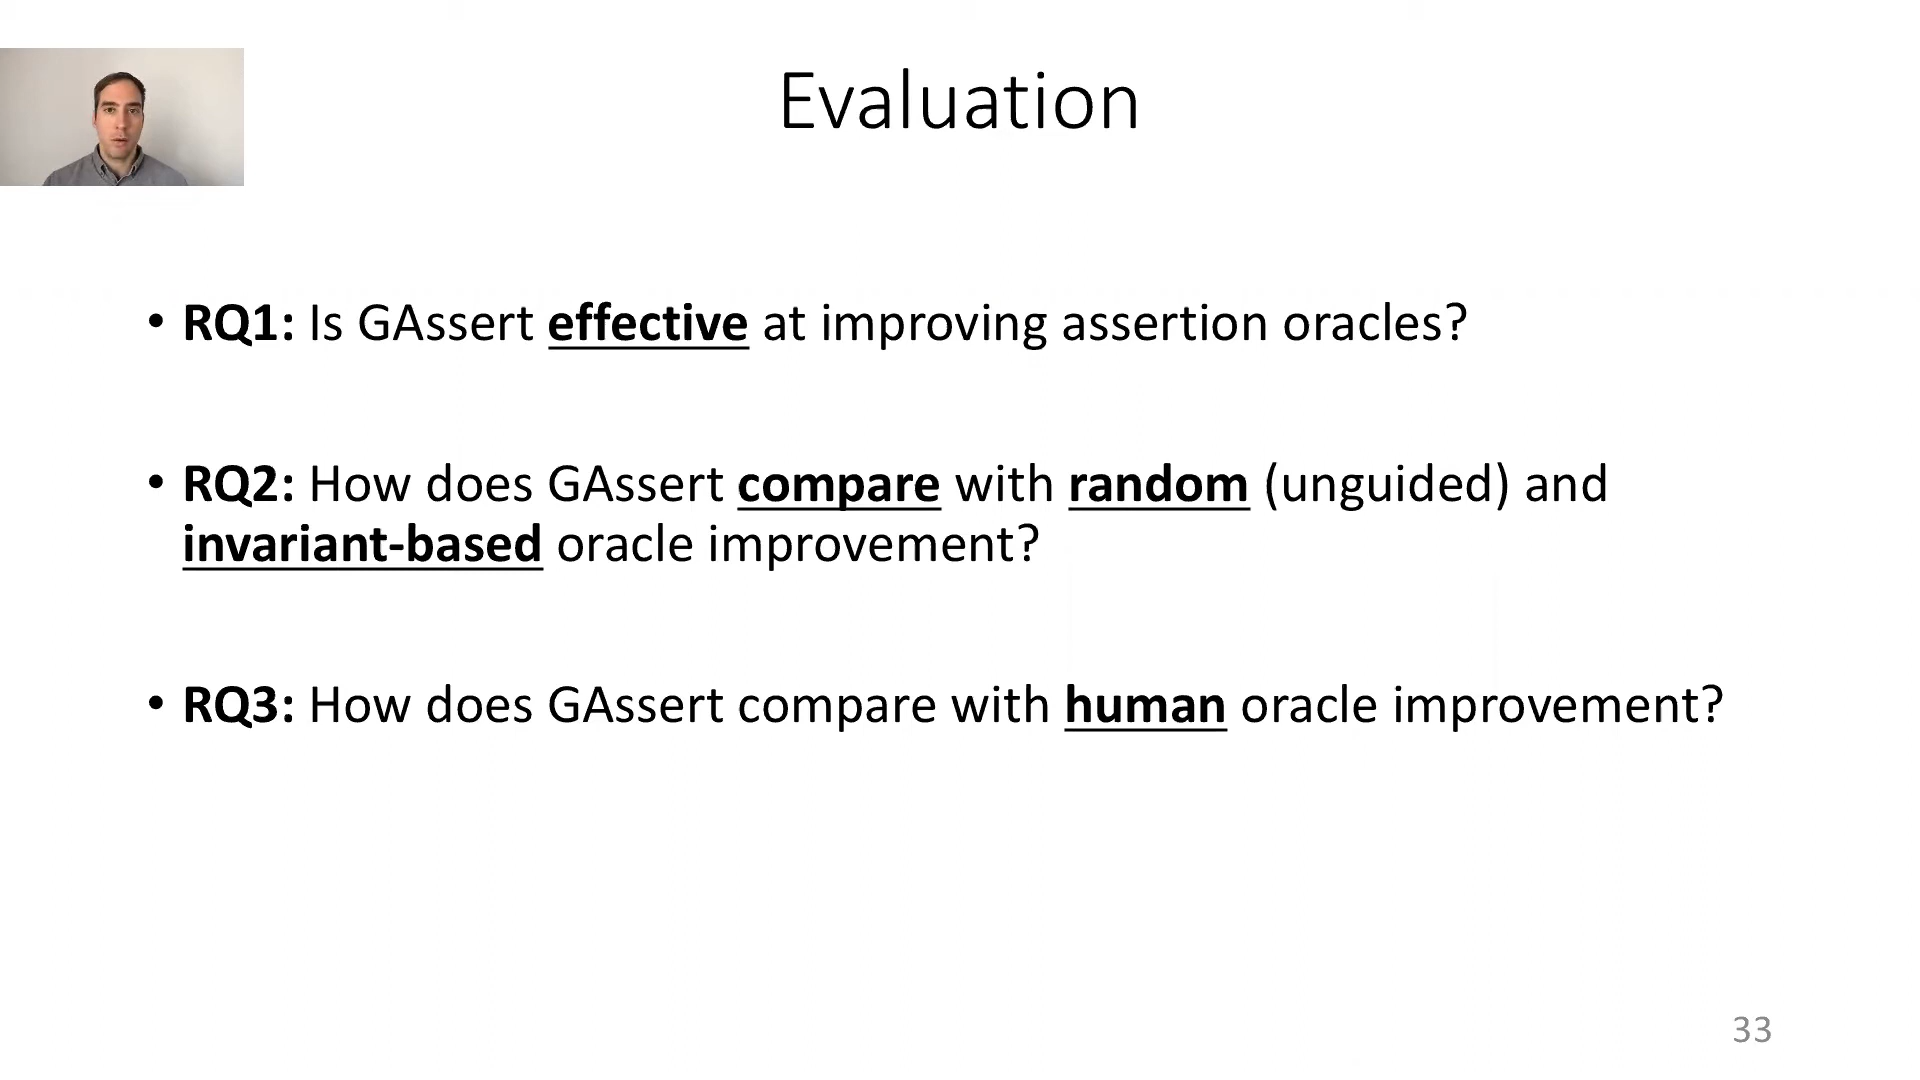 Evaluation
• RQ1: Is GAssert effective at improving assertion oracles?
• RQ2: How does GAssert compare with random (unguided) and
invariant-based oracle improvement?
• RQ3: How does GAssert compare with human oracle improvement?
33